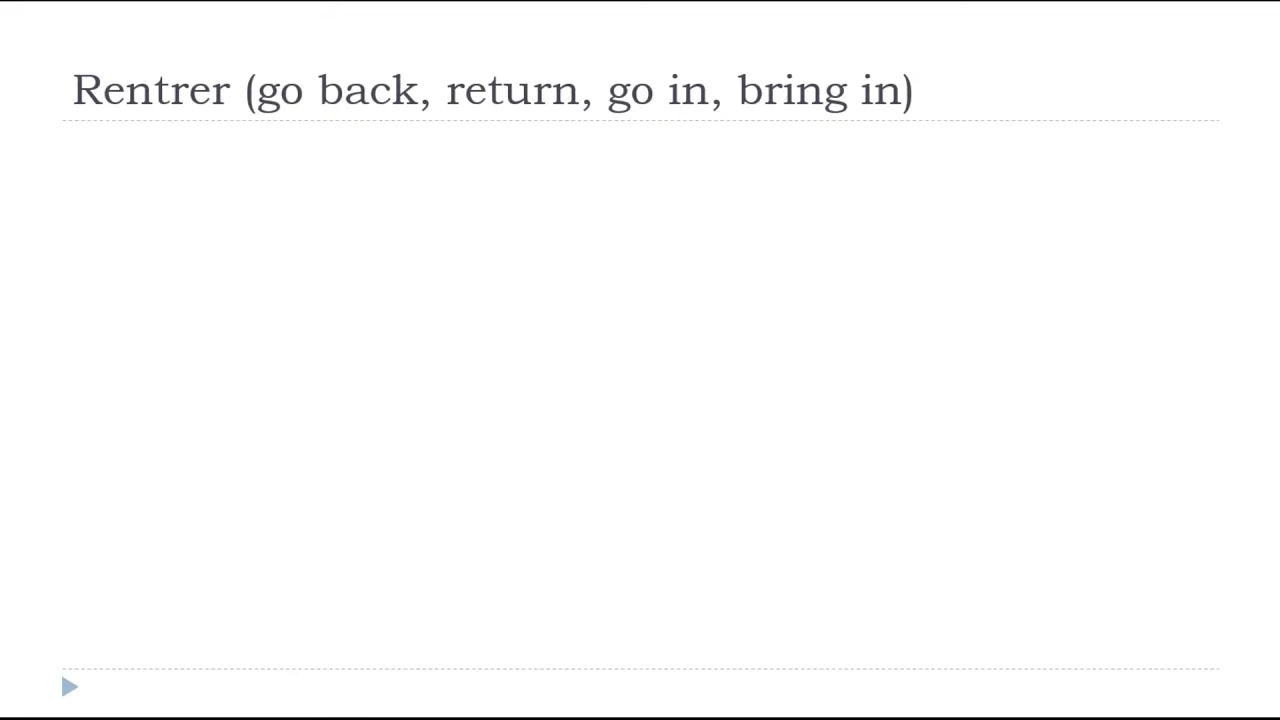 Rentrer (go back, return, go in, bring in)